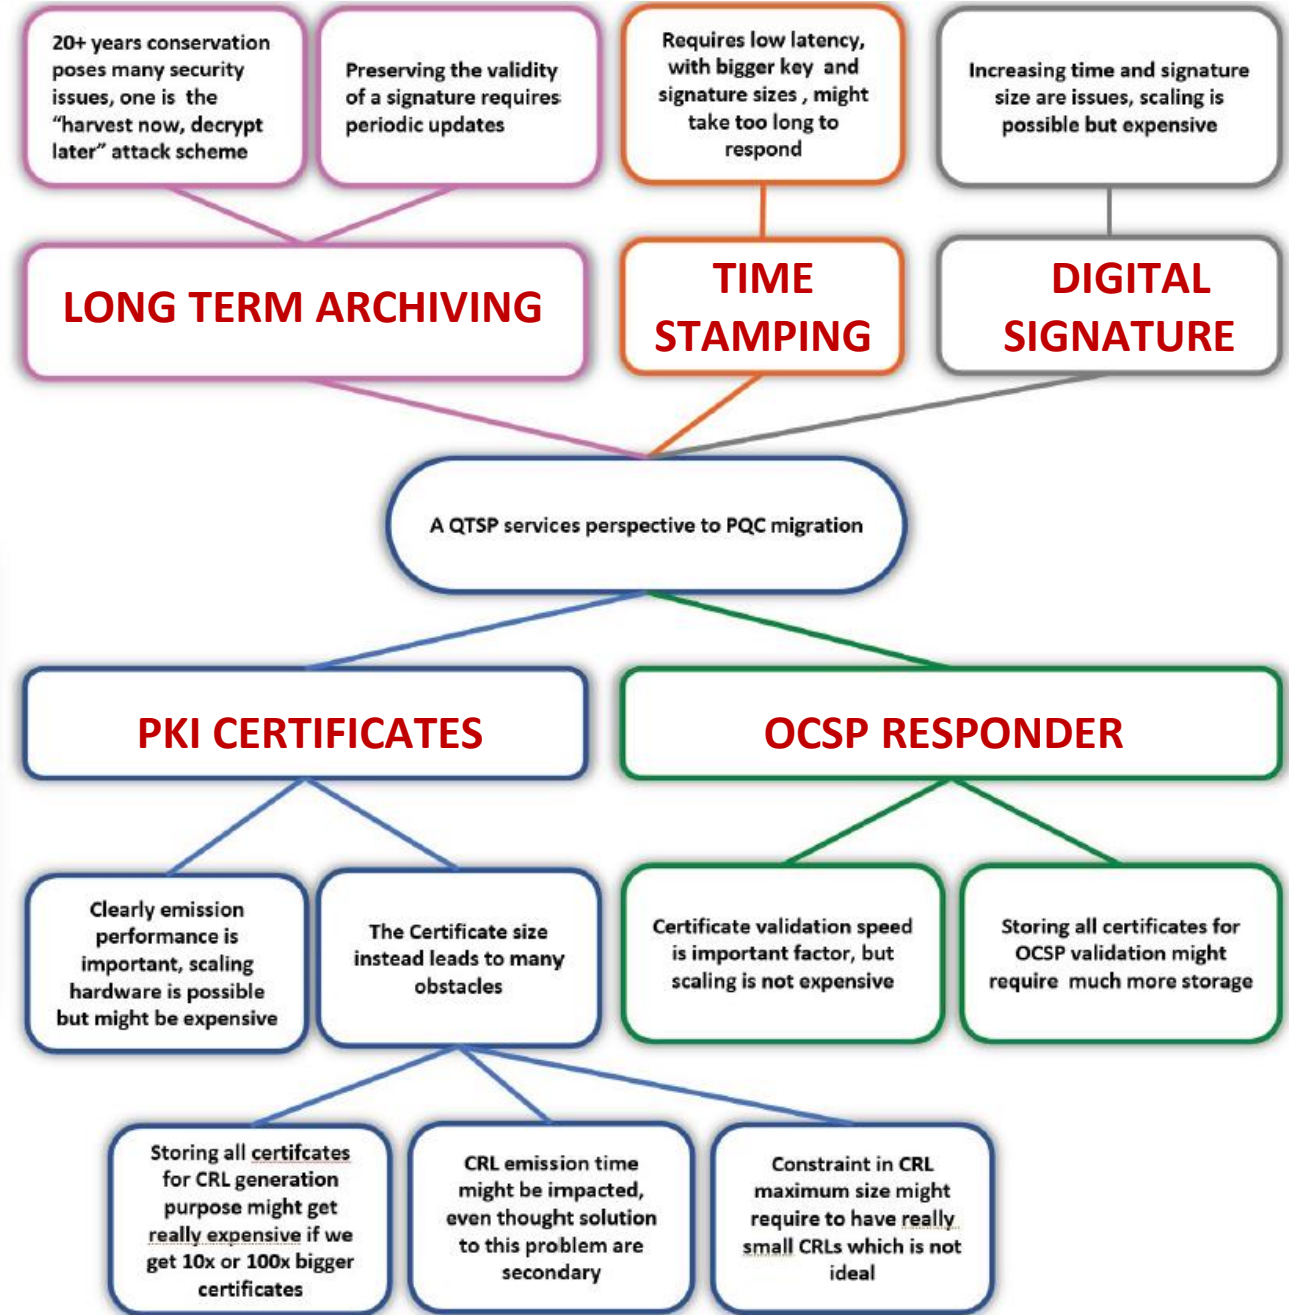 20+ years conservation
poses many security
issues, one is the
“harvest now, decrypt
later” attack scheme
Preserving the validity
of a signature requires
periodic updates
Requires low latency,
with bigger key and
signature sizes , might
take too long to
respond
Increasing time and signature
size are issues, scaling is
possible but expensive
LONG TERM ARCHIVING
TIME
STAMPING
DIGITAL
SIGNATURE
A QTSP services perspective to PQC migration
PKI CERTIFICATES
OCSP RESPONDER
Clearly emission
performance is
important, scaling
hardware is possible
but might be expensive
The Certificate size
instead leads to many
obstacles
Certificate validation speed
is important factor, but
scaling is not expensive
Storing all certificates for
OCSP validation might
require much more storage
Storing all certifcates
for CRL generation
purpose might get
really expensive if we
get 10x or 100x bigger
certificates
CRL emission time
might be impacted,
even thought solution
to this problem are
secondary
Constraint in CRL
maximum size might
require to have really
small CRLs which is not
ideal